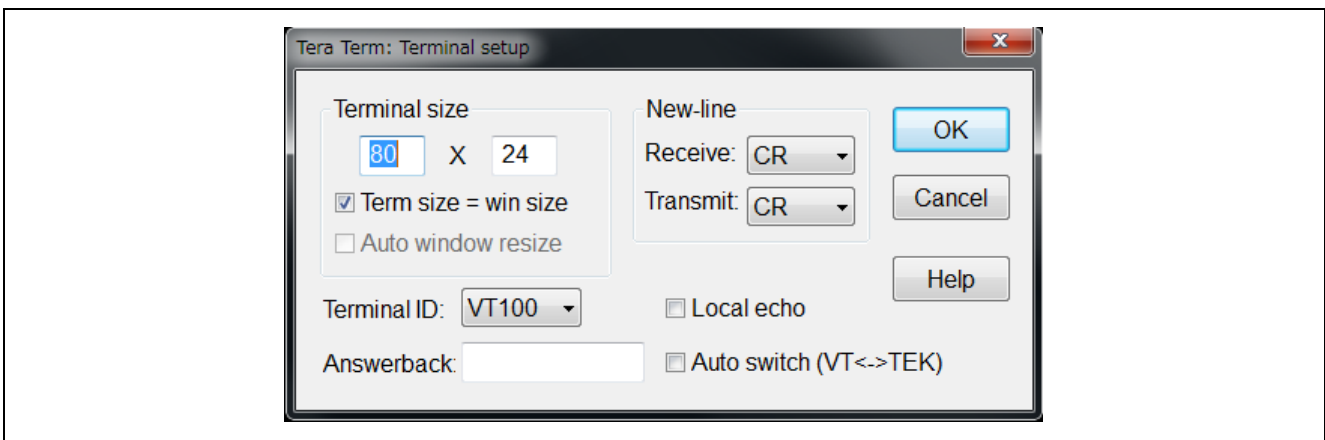 Tera Term: Terminal setup
Terminal size
80 X 24
Term size = win size
Auto window resize
New-line
Receive: CR
Transmit: CR
OK
Cancel
Help
Terminal ID: VT100
Local echo
Answerback:
Auto switch (VT<->TEK)